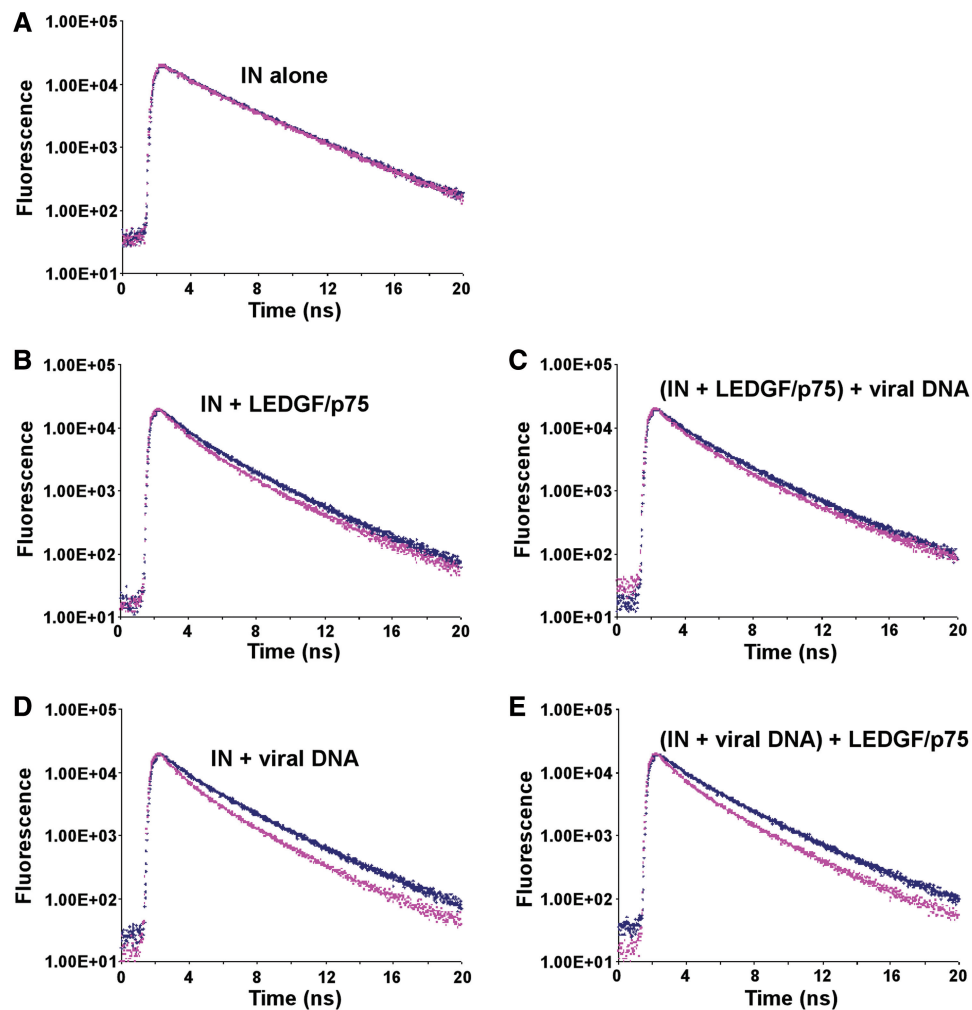 A
1.00E+05
1.00E+04
1.00E+03
1.00E+02
1.00E+01
Fluorescence
IN alone
0 4 8 12 16 20
Time (ns)
B
1.00E+05
1.00E+04
1.00E+03
1.00E+02
1.00E+01
Fluorescence
IN + LEDGF/p75
0 4 8 12 16 20
Time (ns)
C
1.00E+05
1.00E+04
1.00E+03
1.00E+02
1.00E+01
Fluorescence
(IN + LEDGF/p75) + viral DNA
0 4 8 12 16 20
Time (ns)
D
1.00E+05
1.00E+04
1.00E+03
1.00E+02
1.00E+01
Fluorescence
IN + viral DNA
0 4 8 12 16 20
Time (ns)
E
1.00E+05
1.00E+04
1.00E+03
1.00E+02
1.00E+01
Fluorescence
(IN + viral DNA) + LEDGF/p75
0 4 8 12 16 20
Time (ns)